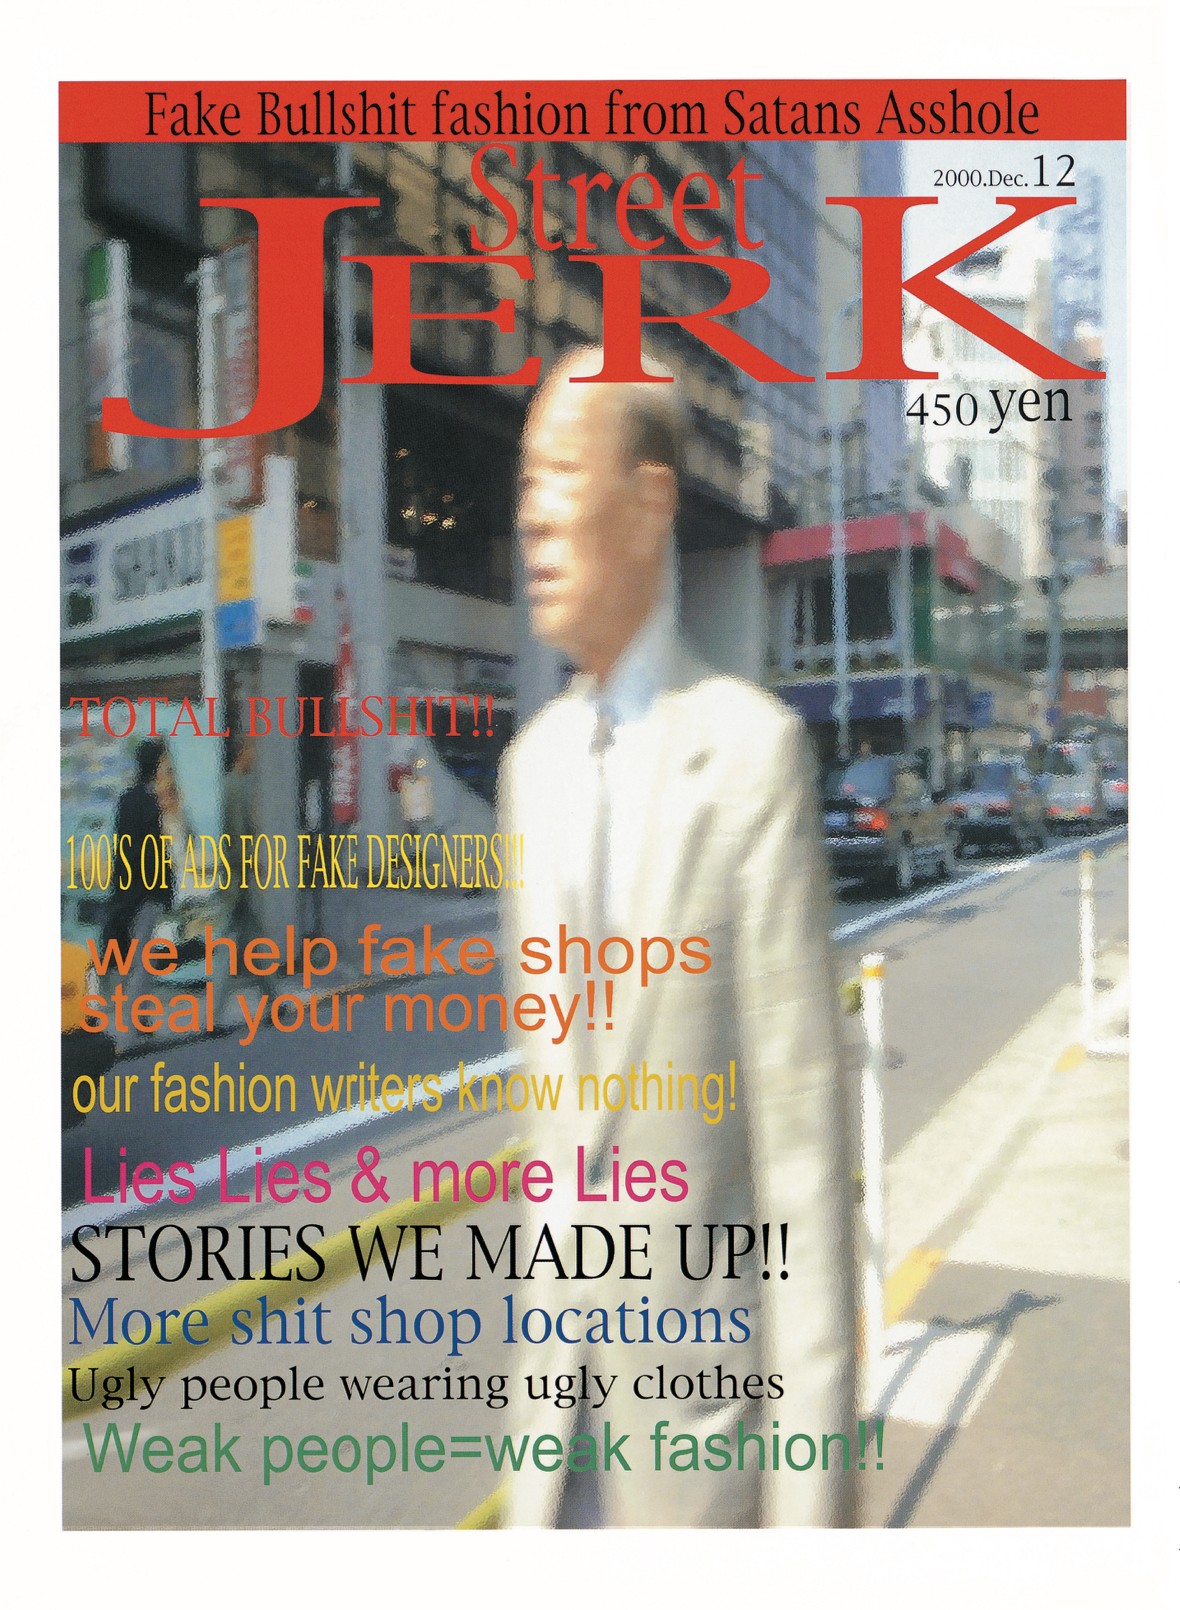 Fake Bullshit fashion from Satans Asshole
2000.Dec.12
Street
JERK
450 yen
TOTAL BULLSHIT!!
100'S OF ADS FOR FAKE DESIGNERS!!!
we help fake shops
steal your money!!
our fashion writers know nothing!
Lies Lies & more Lies
STORIES WE MADE UP!!
More shit shop locations
Ugly people wearing ugly clothes
Weak people=weak fashion!!